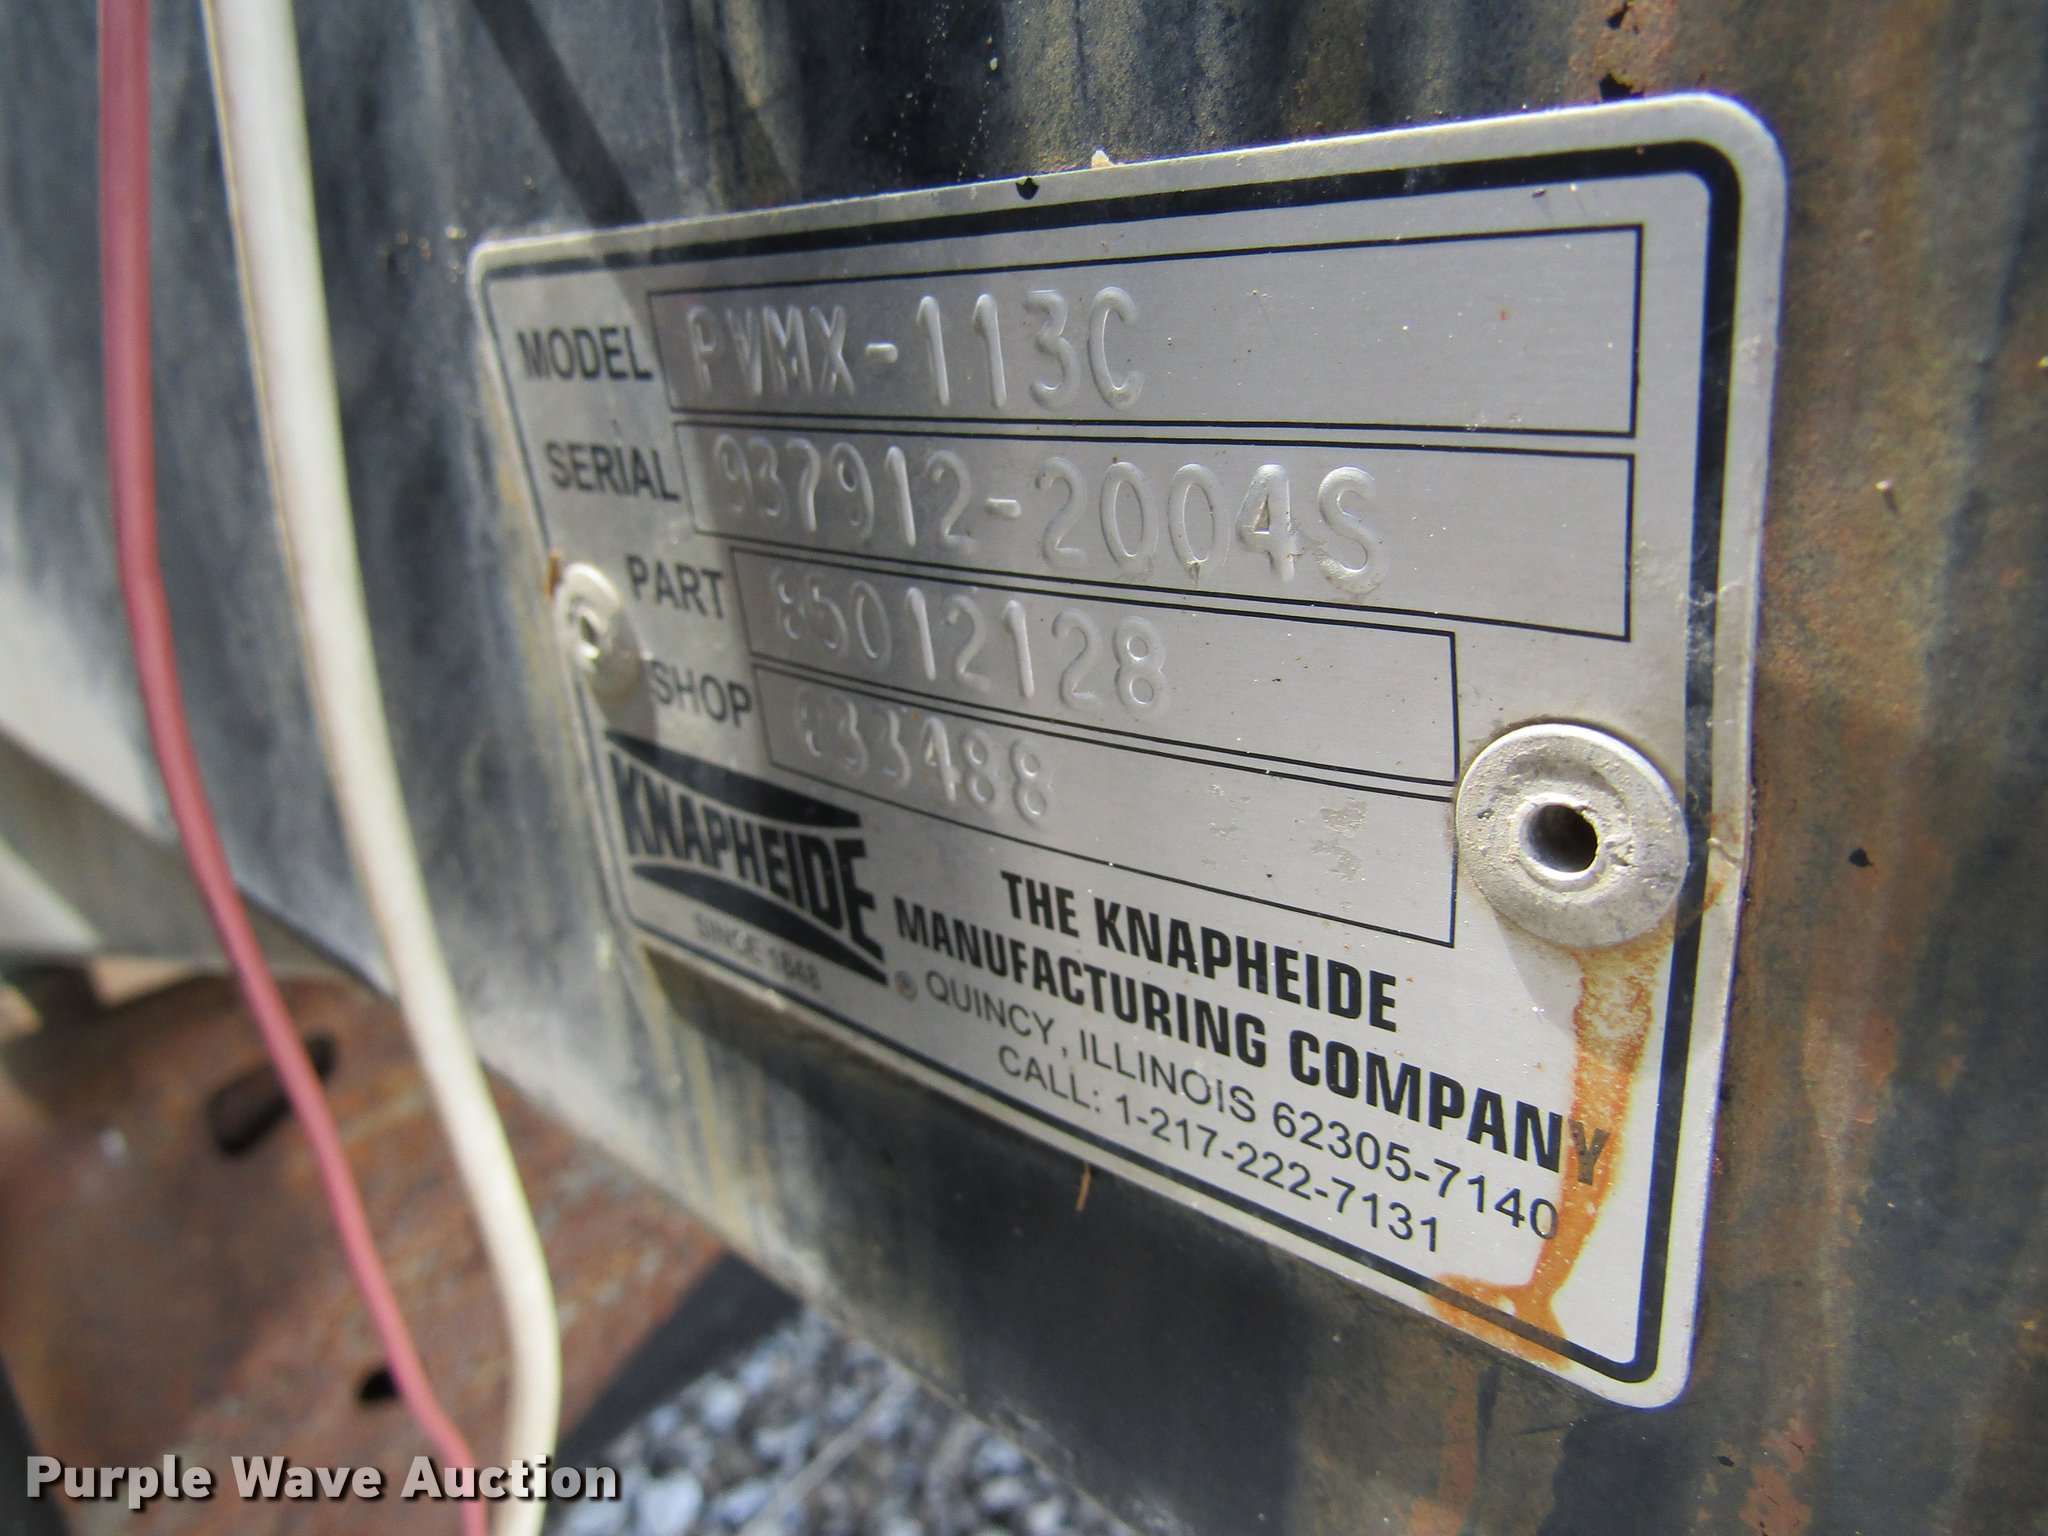 MODEL PVMX-113C
SERIAL 937912-2004S
PART 85012128
SHOP 833488
KNAPHEIDE
SINCE 1848
®
THE KNAPHEIDE
MANUFACTURING COMPANY
QUINCY, ILLINOIS 62305-7140
CALL: 1-217-222-7131
Purple Wave Auction